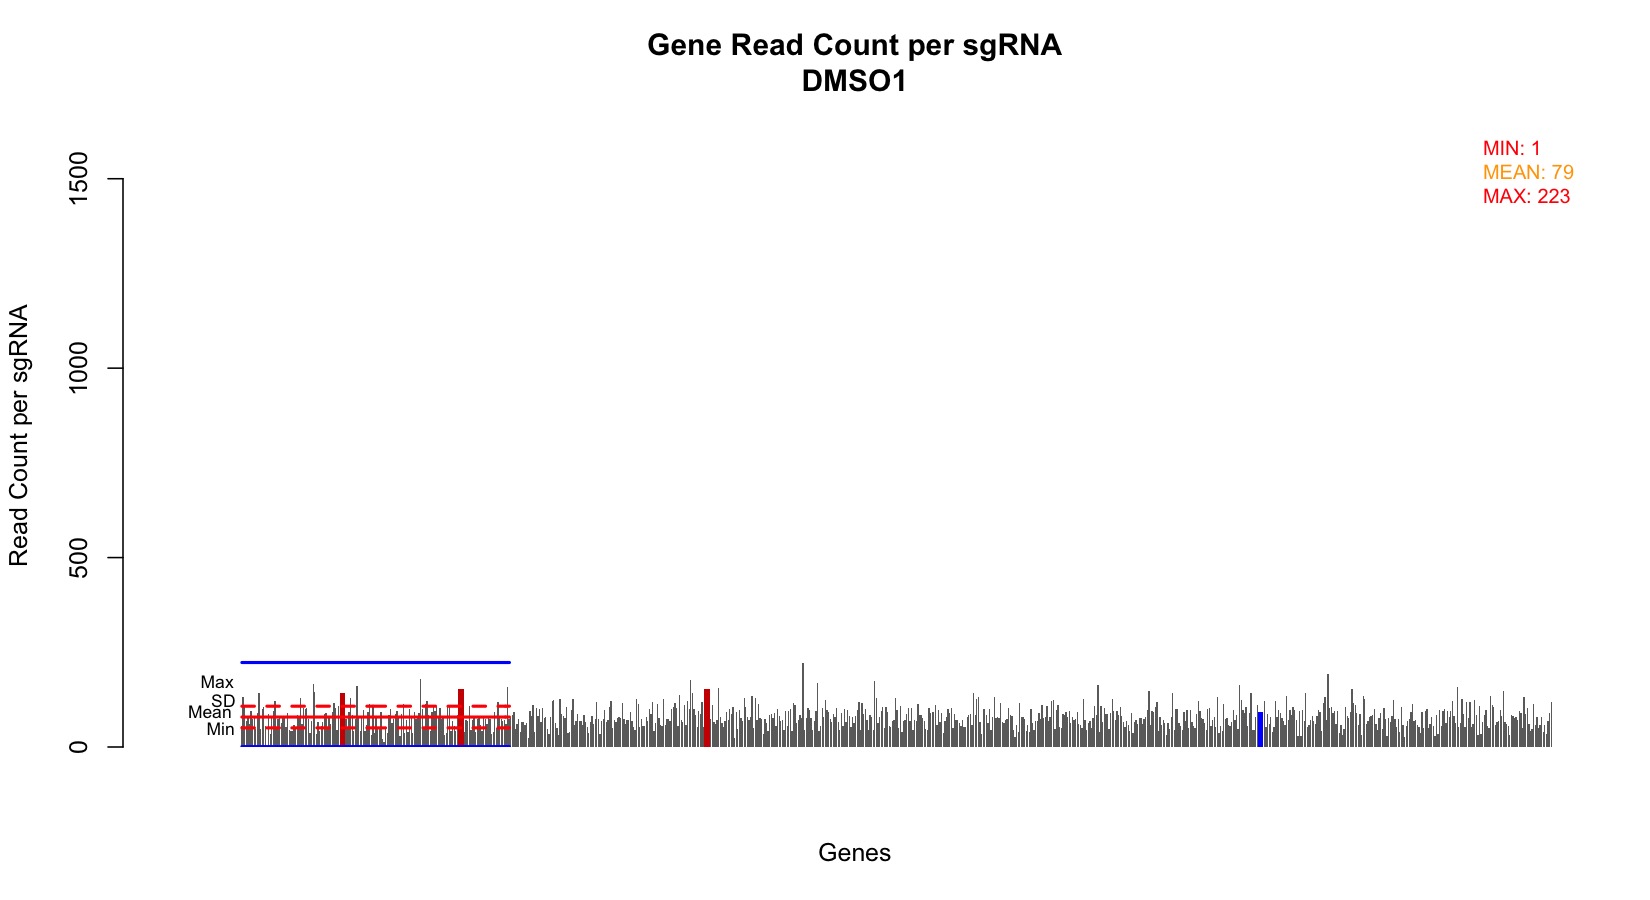 Gene Read Count per sgRNA
DMSO1
MIN: 1
MEAN: 79
MAX: 223
1500
1000
500
0
Read Count per sgRNA
Max
SD
Mean
Min
Genes